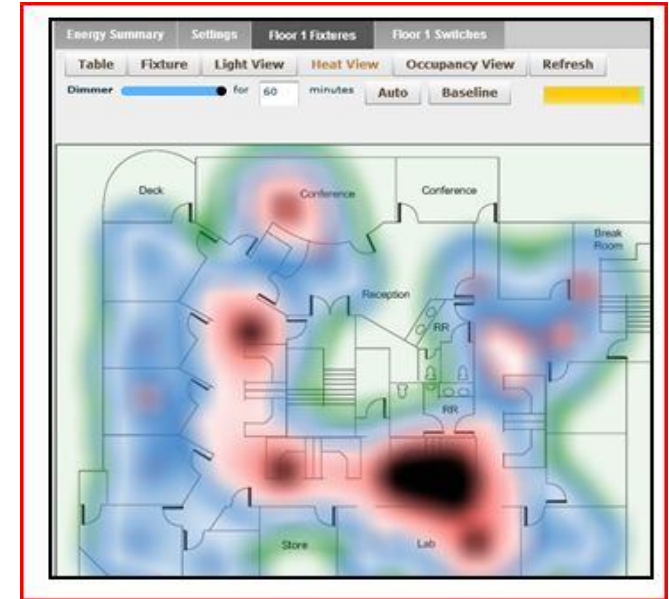 Energy Summary Settings Floor 1 Fixteres Floor 1 Switches
Table Fixture Light View Heat View Occupancy View Refresh
Dimmer for 60 minutes Auto Baseline
Deck Conference Conference
Break
Room
Reception
RR
RR
Store Lab